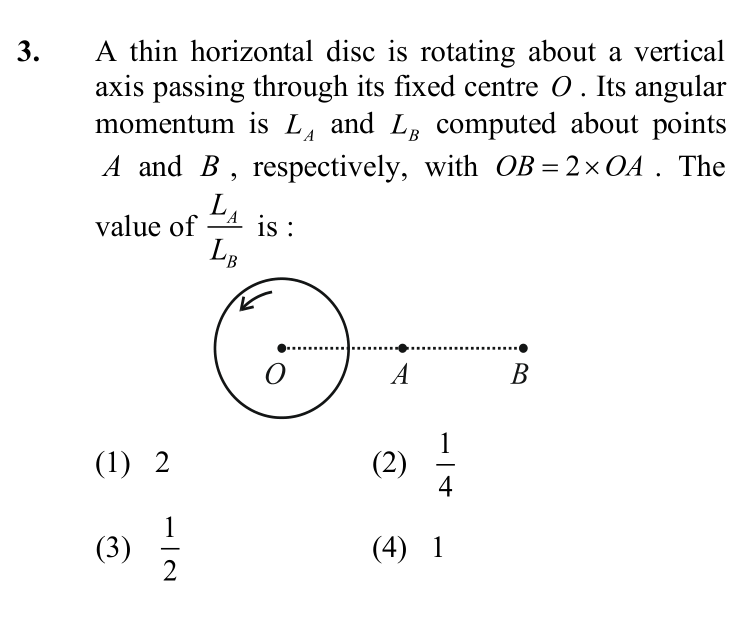 3. A thin horizontal disc is rotating about a vertical
axis passing through its fixed centre O . Its angular
momentum is L_A and L_B computed about points
A and B , respectively, with OB = 2 × OA . The
value of L_A/L_B is :
O A B
(1) 2 (2) 1/4
(3) 1/2 (4) 1